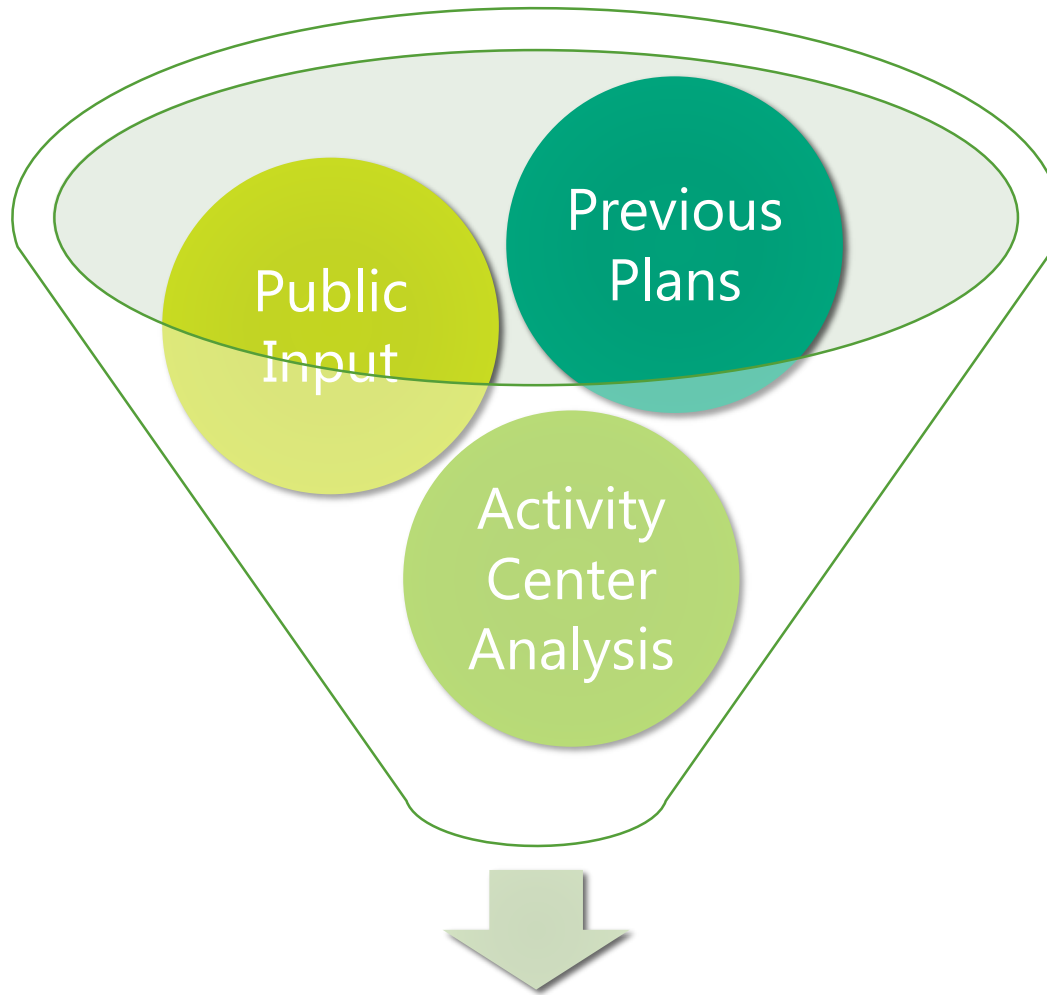 Previous
Plans
Public
Input
Activity
Center
Analysis